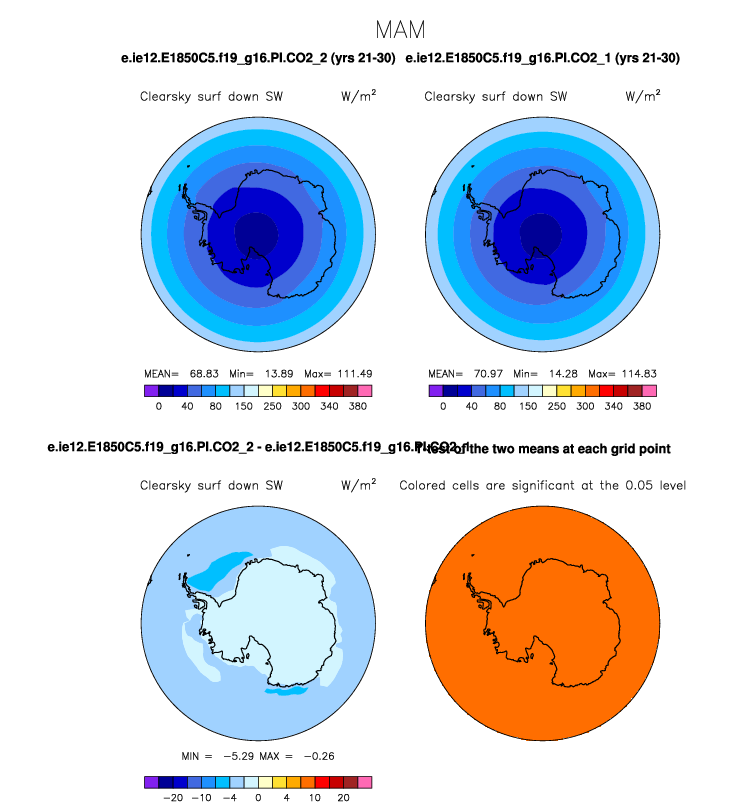 MAM
e.ie12.E1850C5.f19_g16.PI.CO2_2 (yrs 21-30) e.ie12.E1850C5.f19_g16.PI.CO2_1 (yrs 21-30)
Clearsky surf down SW W/m² Clearsky surf down SW W/m²
MEAN= 68.83 Min= 13.89 Max= 111.49 MEAN= 70.97 Min= 14.28 Max= 114.83
0 40 80 150 250 300 340 380 0 40 80 150 250 300 340 380
e.ie12.E1850C5.f19_g16.PI.CO2_2 - e.ie12.E1850C5.f19_g16.PI.CO2_1 T-test of the two means at each grid point
Clearsky surf down SW W/m² Colored cells are significant at the 0.05 level
MIN = -5.29 MAX = -0.26
-20 -10 -4 0 4 10 20